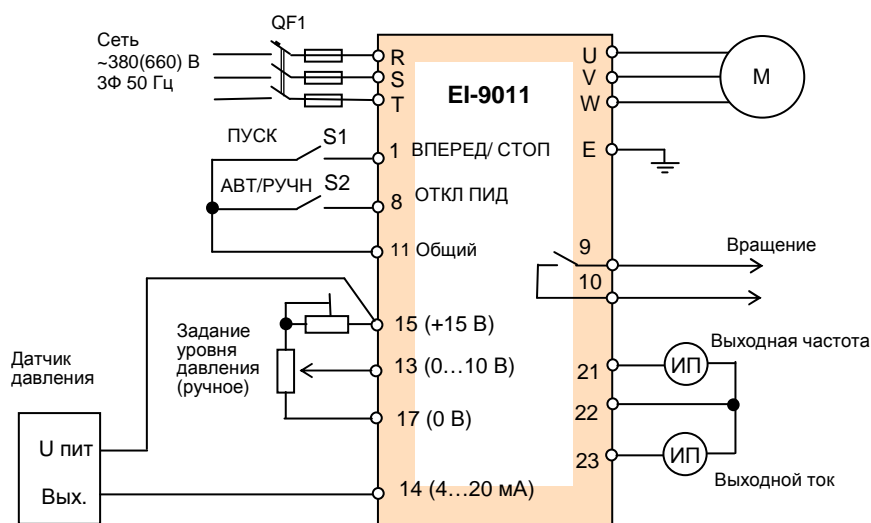 QF1
Сеть
~380(660) В
3Ф 50 Гц
R
S
T
EI-9011
U
V
W
М
ПУСК S1
1 ВПЕРЕД/ СТОП
E
АВТ/РУЧН S2
8 ОТКЛ ПИД
11 Общий
9
10
Вращение
15 (+15 В)
Задание
уровня
давления
(ручное)
13 (0…10 В)
17 (0 В)
Датчик
давления
U пит
Вых.
14 (4…20 мА)
Выходная частота
21
ИП
22
23
ИП
Выходной ток